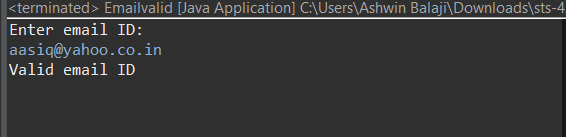 <terminated> Emailvalid [Java Application] C:\Users\Ashwin Balaji\Downloads\sts-4
Enter email ID:
aasiq@yahoo.co.in
Valid email ID